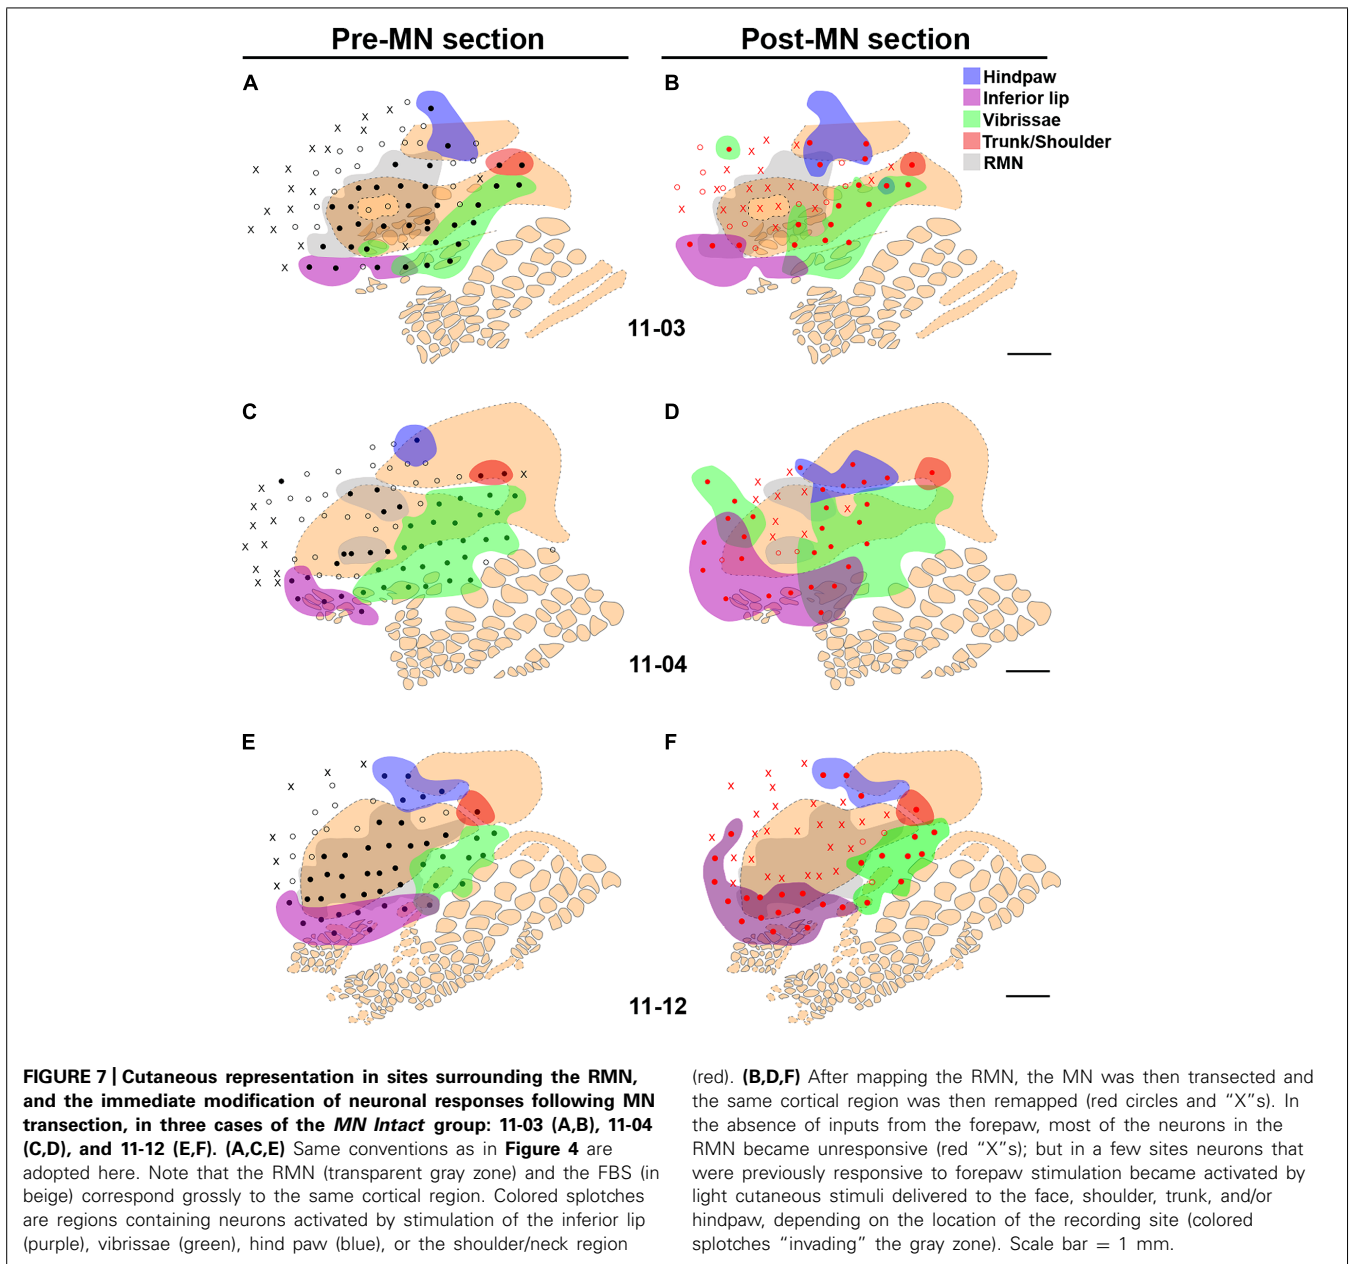 Pre-MN section
Post-MN section
A
B
Hindpaw
Inferior lip
Vibrissae
Trunk/Shoulder
RMN
11-03
C
D
11-04
E
F
11-12
FIGURE 7 | Cutaneous representation in sites surrounding the RMN,
and the immediate modification of neuronal responses following MN
transection, in three cases of the MN Intact group: 11-03 (A,B), 11-04
(C,D), and 11-12 (E,F). (A,C,E) Same conventions as in Figure 4 are
adopted here. Note that the RMN (transparent gray zone) and the FBS (in
beige) correspond grossly to the same cortical region. Colored splotches
are regions containing neurons activated by stimulation of the inferior lip
(purple), vibrissae (green), hind paw (blue), or the shoulder/neck region
(red). (B,D,F) After mapping the RMN, the MN was then transected and
the same cortical region was then remapped (red circles and “X”s). In
the absence of inputs from the forepaw, most of the neurons in the
RMN became unresponsive (red “X”s); but in a few sites neurons that
were previously responsive to forepaw stimulation became activated by
light cutaneous stimuli delivered to the face, shoulder, trunk, and/or
hindpaw, depending on the location of the recording site (colored
splotches “invading” the gray zone). Scale bar = 1 mm.